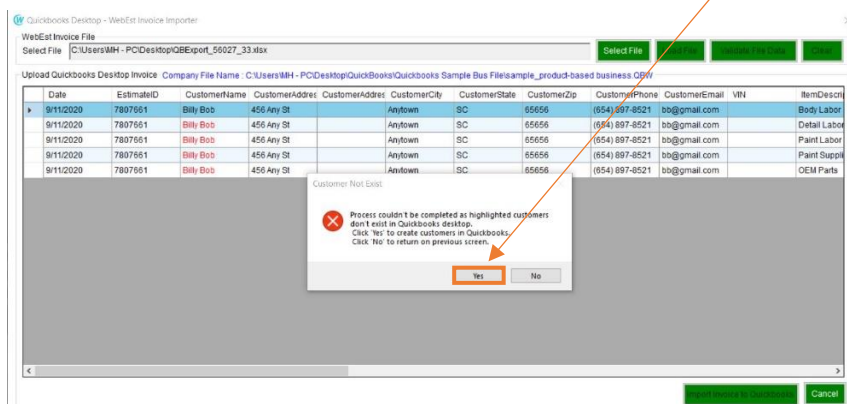 Quickbooks Desktop - WebEst Invoice Importer
WebEst Invoice File
Select File C:\Users\MH - PC\Desktop\QBExport_56027_33.xlsx Select File Load File Validate File Data Clear
Upload Quickbooks Desktop Invoice Company File Name : C:\Users\MH - PC\Desktop\QuickBooks\Quickbooks Sample Bus File\sample_product-based business.QBW
Date EstimateID CustomerName CustomerAddres CustomerAddres CustomerCity CustomerState CustomerZip CustomerPhone CustomerEmail VIN ItemDescrip
9/11/2020 7807661 Billy Bob 456 Any St Anytown SC 65656 (654) 897-8521 bb@gmail.com Body Labor
9/11/2020 7807661 Billy Bob 456 Any St Anytown SC 65656 (654) 897-8521 bb@gmail.com Detail Labor
9/11/2020 7807661 Billy Bob 456 Any St Anytown SC 65656 (654) 897-8521 bb@gmail.com Paint Labor
9/11/2020 7807661 Billy Bob 456 Any St Anytown SC 65656 (654) 897-8521 bb@gmail.com Paint Suppli
9/11/2020 7807661 Billy Bob 456 Any St Anytown SC 65656 (654) 897-8521 bb@gmail.com OEM Parts
Customer Not Exist
Process couldn't be completed as highlighted customers
don't exist in Quickbooks desktop.
Click 'Yes' to create customers in Quickbooks.
Click 'No' to return on previous screen.
Yes No
Import Invoice to Quickbooks Cancel